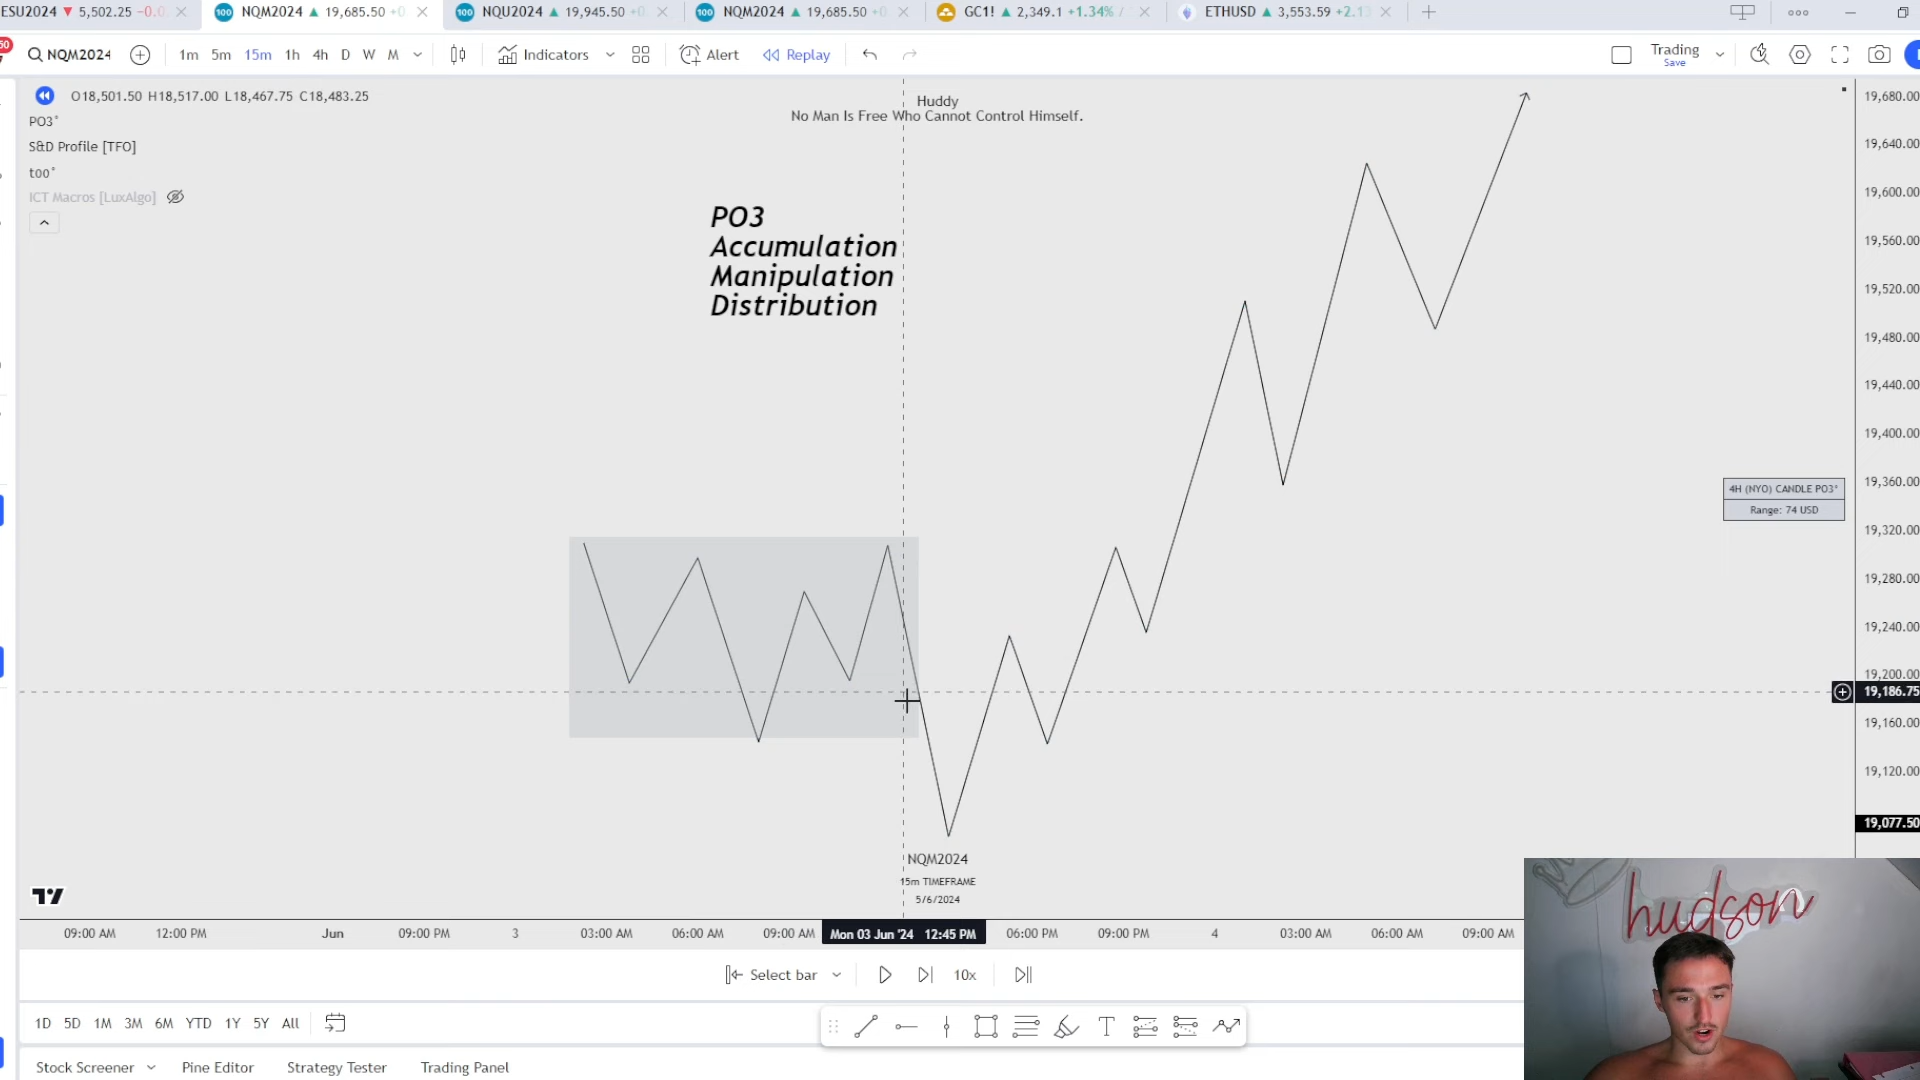 ESU2024 5,502.25 -0.0
NQM2024 19,685.50 +0
NQU2024 19,945.50 +0
NQM2024 19,685.50 +0
GC1! 2,349.1 +1.34% /
ETHUSD 3,553.59 +2.1
NQM2024 1m 5m 15m 1h 4h D W M Indicators Alert Replay Trading
Save
O18,501.50 H18,517.00 L18,467.75 C18,483.25
PO3°
S&D Profile [TFO]
too°
ICT Macros [LuxAlgo]
Huddy
No Man Is Free Who Cannot Control Himself.
PO3
Accumulation
Manipulation
Distribution
19,680.00
19,640.00
19,600.00
19,560.00
19,520.00
19,480.00
19,440.00
19,400.00
19,360.00
4H (NYO) CANDLE PO3°
Range: 74 USD
19,320.00
19,280.00
19,240.00
19,200.00
19,186.75
19,160.00
19,120.00
19,077.50
NQM2024
15m TIMEFRAME
5/6/2024
hudson
09:00 AM 12:00 PM Jun 09:00 PM 3 03:00 AM 06:00 AM 09:00 AM Mon 03 Jun '24 12:45 PM 06:00 PM 09:00 PM 4 03:00 AM 06:00 AM 09:00 AM
Select bar 10x
1D 5D 1M 3M 6M YTD 1Y 5Y All
Stock Screener Pine Editor Strategy Tester Trading Panel